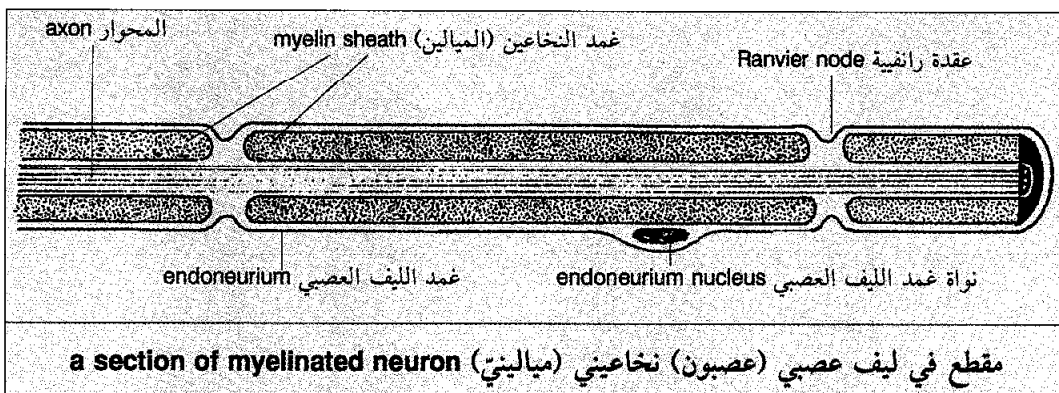 المحوار axon
غمد النخاعين (الميالين) myelin sheath
عقدة رانفيية Ranvier node
غمد الليف العصبي endoneurium
نواة غمد الليف العصبي endoneurium nucleus
مقطع في ليف عصبي (عصبون) نخاعيني (ميالينيّ) a section of myelinated neuron